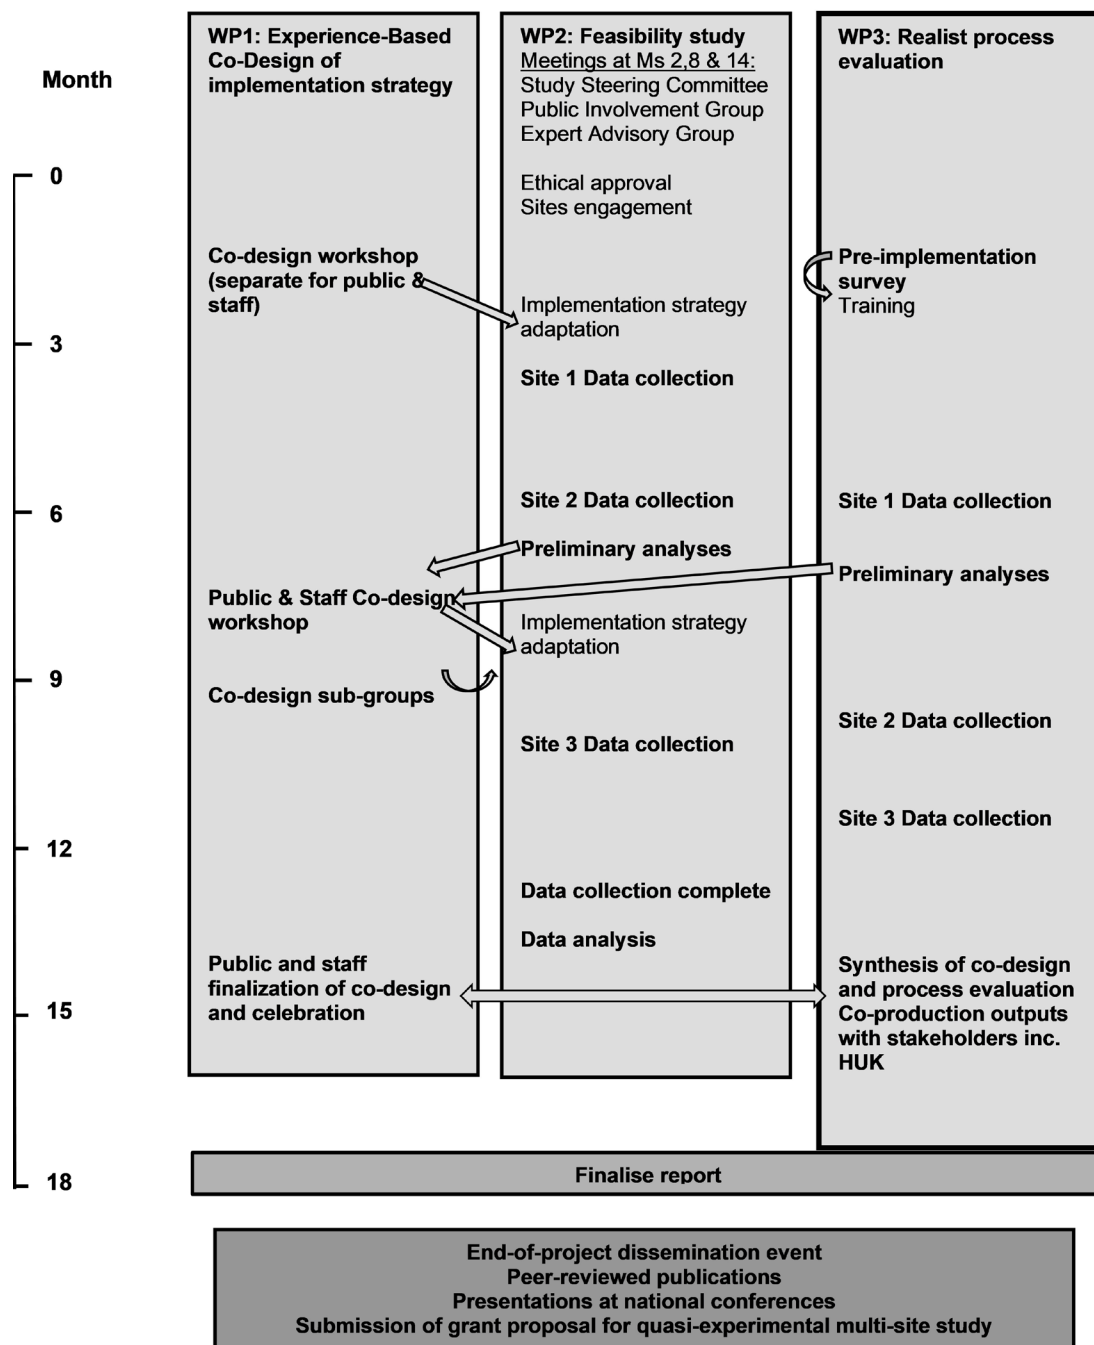 Month
0
3
6
9
12
15
18
WP1: Experience-Based
Co-Design of
implementation strategy
Co-design workshop
(separate for public &
staff)
Public & Staff Co-design
workshop
Co-design sub-groups
Public and staff
finalization of co-design
and celebration
WP2: Feasibility study
Meetings at Ms 2,8 & 14:
Study Steering Committee
Public Involvement Group
Expert Advisory Group
Ethical approval
Sites engagement
Implementation strategy
adaptation
Site 1 Data collection
Site 2 Data collection
Preliminary analyses
Implementation strategy
adaptation
Site 3 Data collection
Data collection complete
Data analysis
WP3: Realist process
evaluation
Pre-implementation
survey
Training
Site 1 Data collection
Preliminary analyses
Site 2 Data collection
Site 3 Data collection
Synthesis of co-design
and process evaluation
Co-production outputs
with stakeholders inc.
HUK
Finalise report
End-of-project dissemination event
Peer-reviewed publications
Presentations at national conferences
Submission of grant proposal for quasi-experimental multi-site study